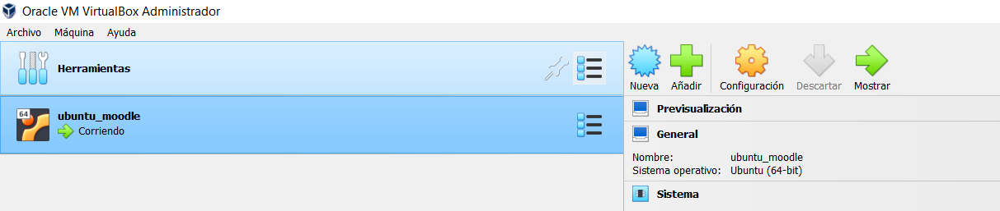 Oracle VM VirtualBox Administrador
Archivo Máquina Ayuda
Herramientas
64
ubuntu_moodle
Corriendo
Nueva Añadir Configuración Descartar Mostrar
Previsualización
General
Nombre: ubuntu_moodle
Sistema operativo: Ubuntu (64-bit)
Sistema